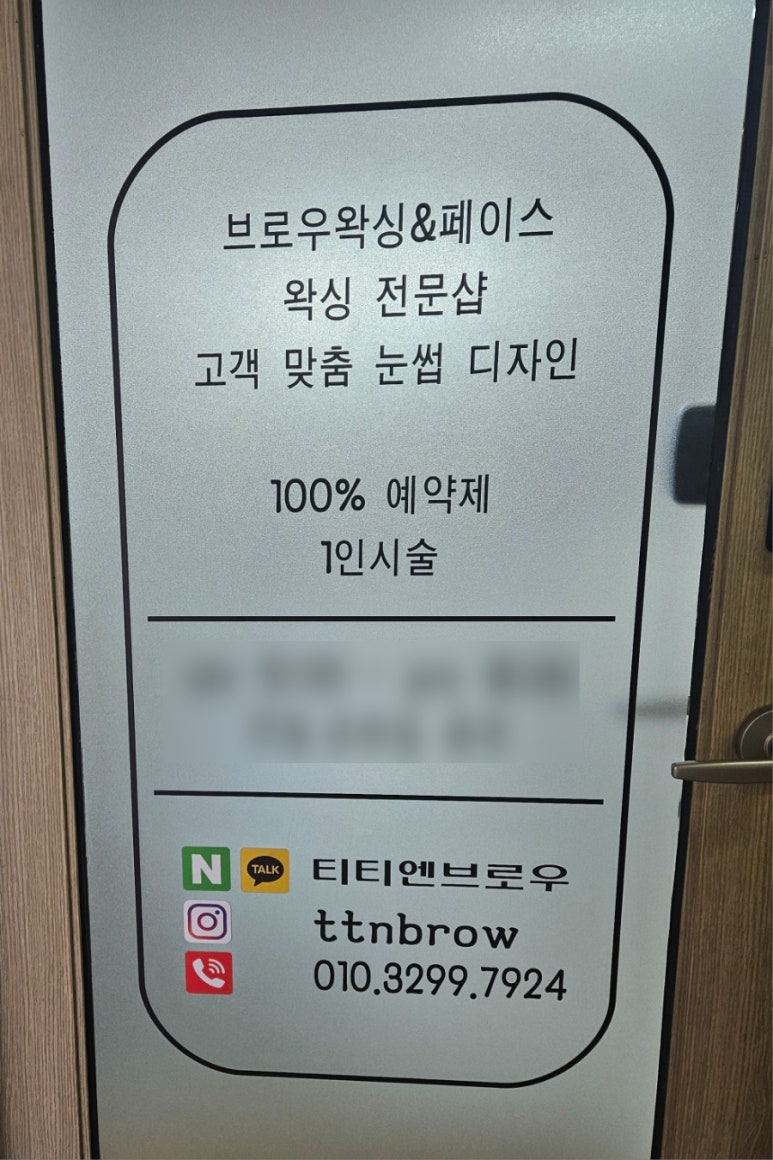 브로우왁싱&페이스
왁싱 전문샵
고객 맞춤 눈썹 디자인
100% 예약제
1인시술
N TALK 티티엔브로우
ttnbrow
010.3299.7924